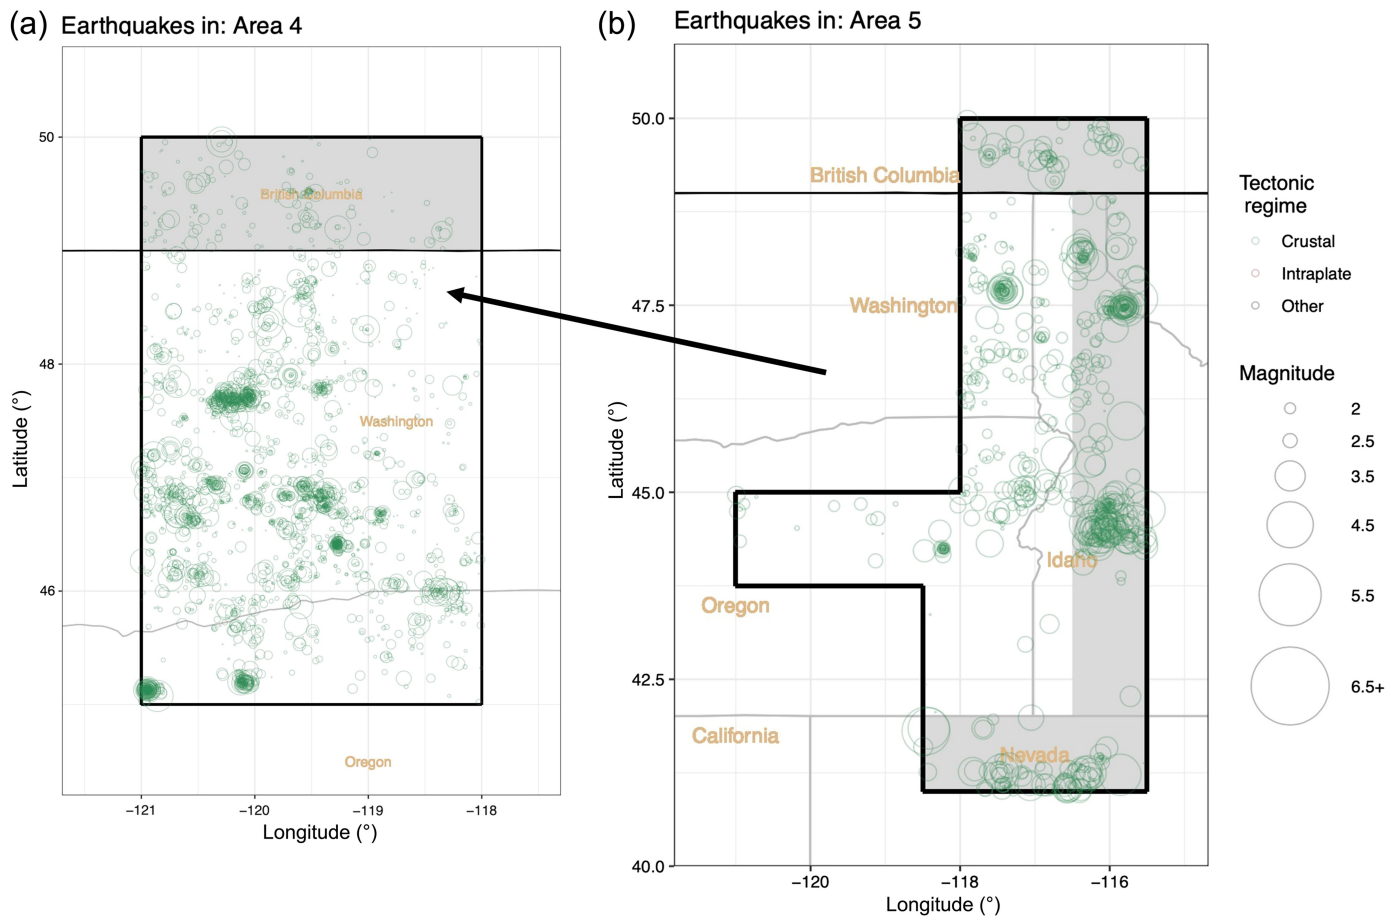 (a) Earthquakes in: Area 4
50
48
46
British Columbia
Washington
Oregon
−121
−120
−119
−118
Longitude (°)
Latitude (°)
(b) Earthquakes in: Area 5
50.0
47.5
45.0
42.5
40.0
British Columbia
Washington
Idaho
Oregon
California
Nevada
−120
−118
−116
Longitude (°)
Latitude (°)
Tectonic
regime
Crustal
Intraplate
Other
Magnitude
2
2.5
3.5
4.5
5.5
6.5+